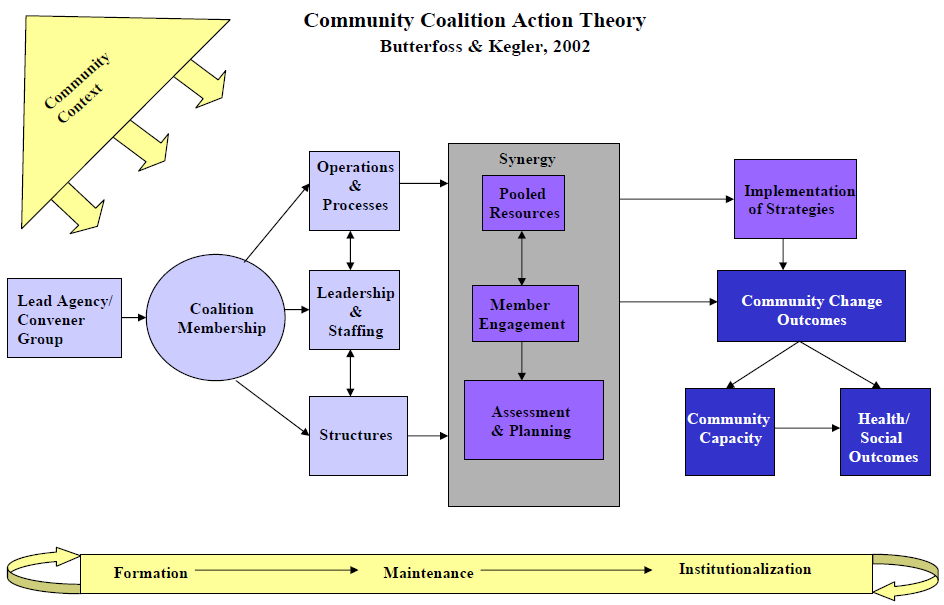 Community Coalition Action Theory
Butterfoss & Kegler, 2002
Community
Context
Lead Agency/
Convener
Group
Coalition
Membership
Operations
&
Processes
Leadership
&
Staffing
Structures
Synergy
Pooled
Resources
Member
Engagement
Assessment
& Planning
Implementation
of Strategies
Community Change
Outcomes
Community
Capacity
Health/
Social
Outcomes
Formation
Maintenance
Institutionalization